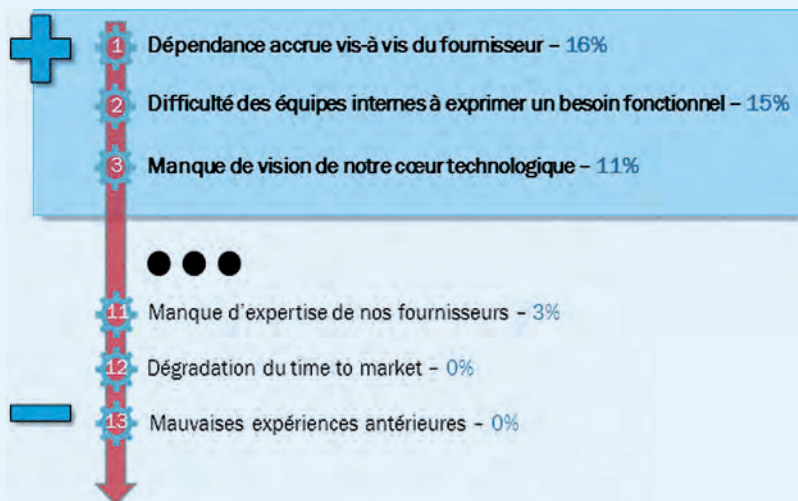 1 Dépendance accrue vis-à vis du fournisseur – 16%
2 Difficulté des équipes internes à exprimer un besoin fonctionnel – 15%
3 Manque de vision de notre cœur technologique – 11%
11 Manque d'expertise de nos fournisseurs – 3%
12 Dégradation du time to market – 0%
13 Mauvaises expériences antérieures – 0%